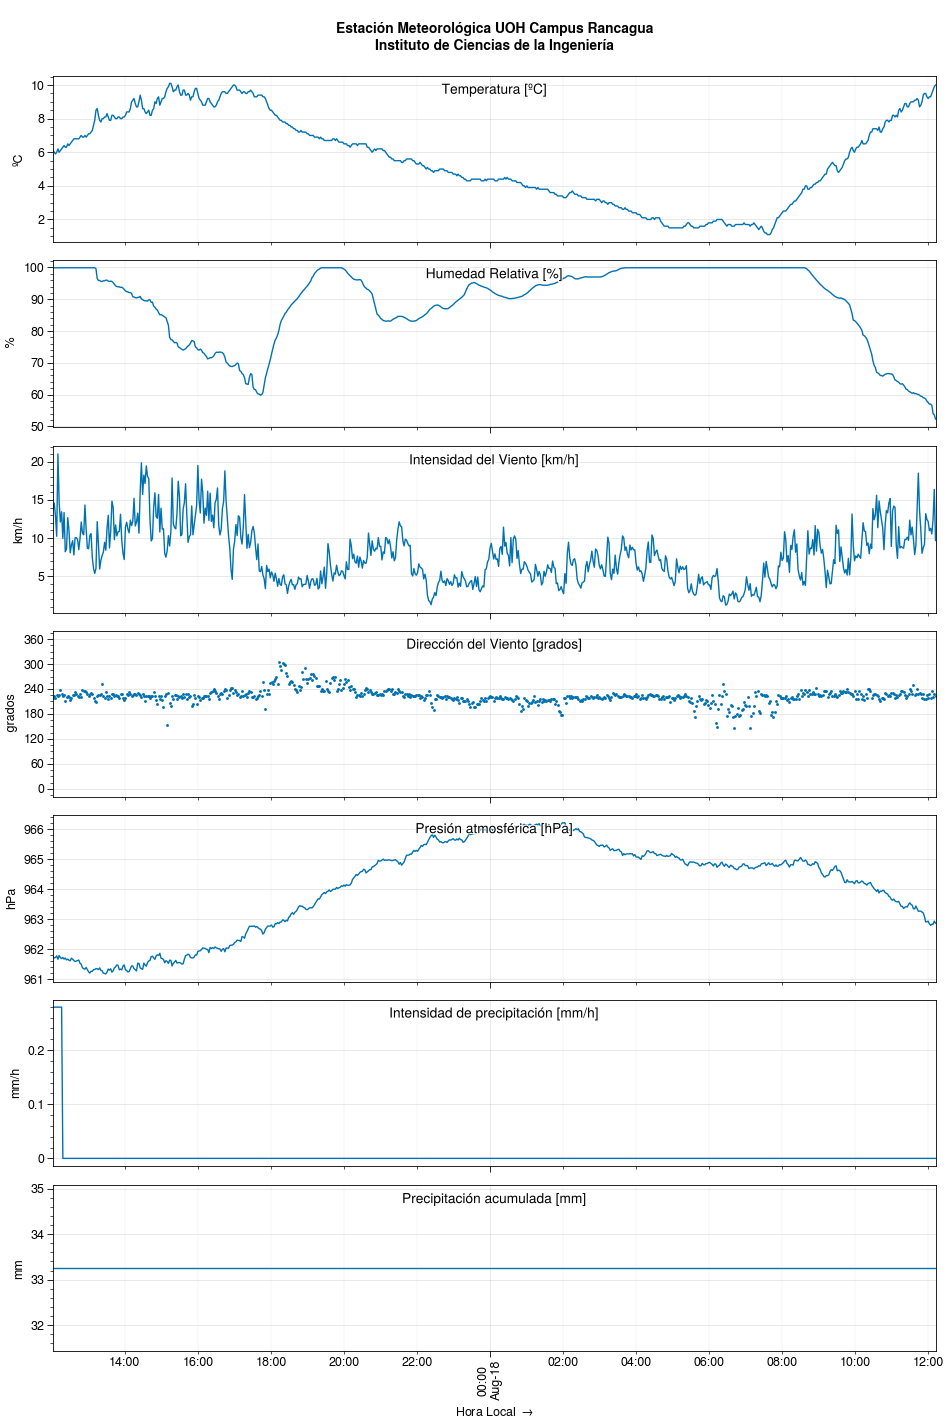 Estación Meteorológica UOH Campus Rancagua
Instituto de Ciencias de la Ingeniería
Temperatura [ºC]
10
8
6
4
2
ºC
Humedad Relativa [%]
100
90
80
70
60
50
%
Intensidad del Viento [km/h]
20
15
10
5
km/h
Dirección del Viento [grados]
360
300
240
180
120
60
0
grados
Presión atmosférica [hPa]
966
965
964
963
962
961
hPa
Intensidad de precipitación [mm/h]
0.2
0.1
0
mm/h
Precipitación acumulada [mm]
35
34
33
32
mm
14:00 16:00 18:00 20:00 22:00 00:00 02:00 04:00 06:00 08:00 10:00 12:00
Aug-18
Hora Local →